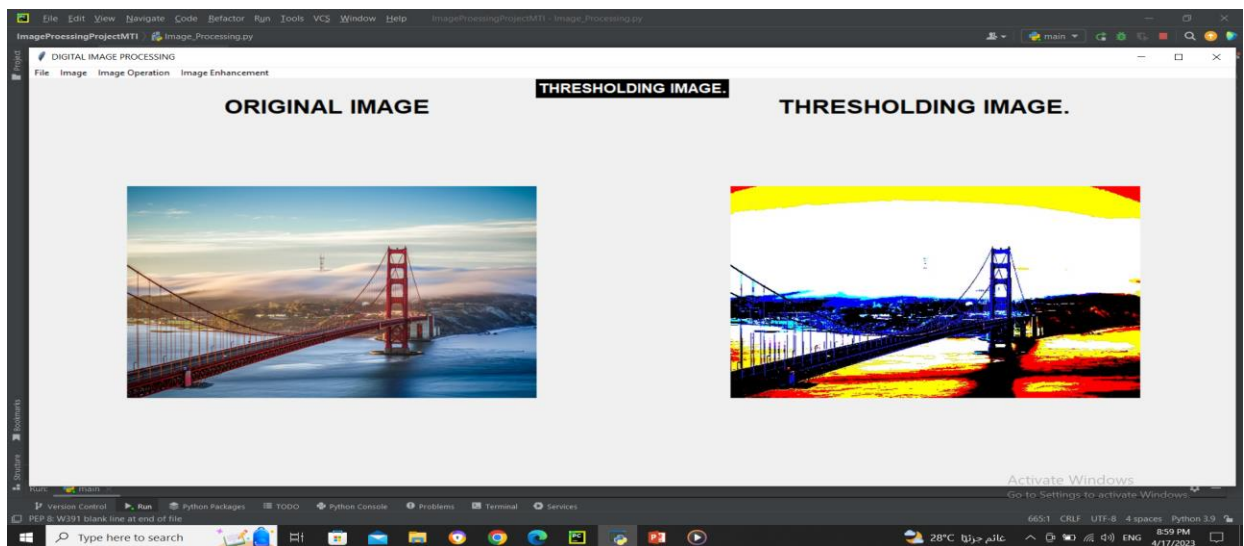 File Edit View Navigate Code Refactor Run Tools VCS Window Help ImageProessingProjectMTI - Image_Processing.py
ImageProessingProjectMTI Image_Processing.py main
Project
DIGITAL IMAGE PROCESSING
File Image Image Operation Image Enhancement
THRESHOLDING IMAGE.
ORIGINAL IMAGE THRESHOLDING IMAGE.
Bookmarks
Structure
Activate Windows
Go to Settings to activate Windows.
Run: main
Version Control Run Python Packages TODO Python Console Problems Terminal Services
PEP 8: W391 blank line at end of file 665:1 CRLF UTF-8 4 spaces Python 3.9
Type here to search 28°C غائم جزئيًا ENG 8:59 PM
4/17/2023